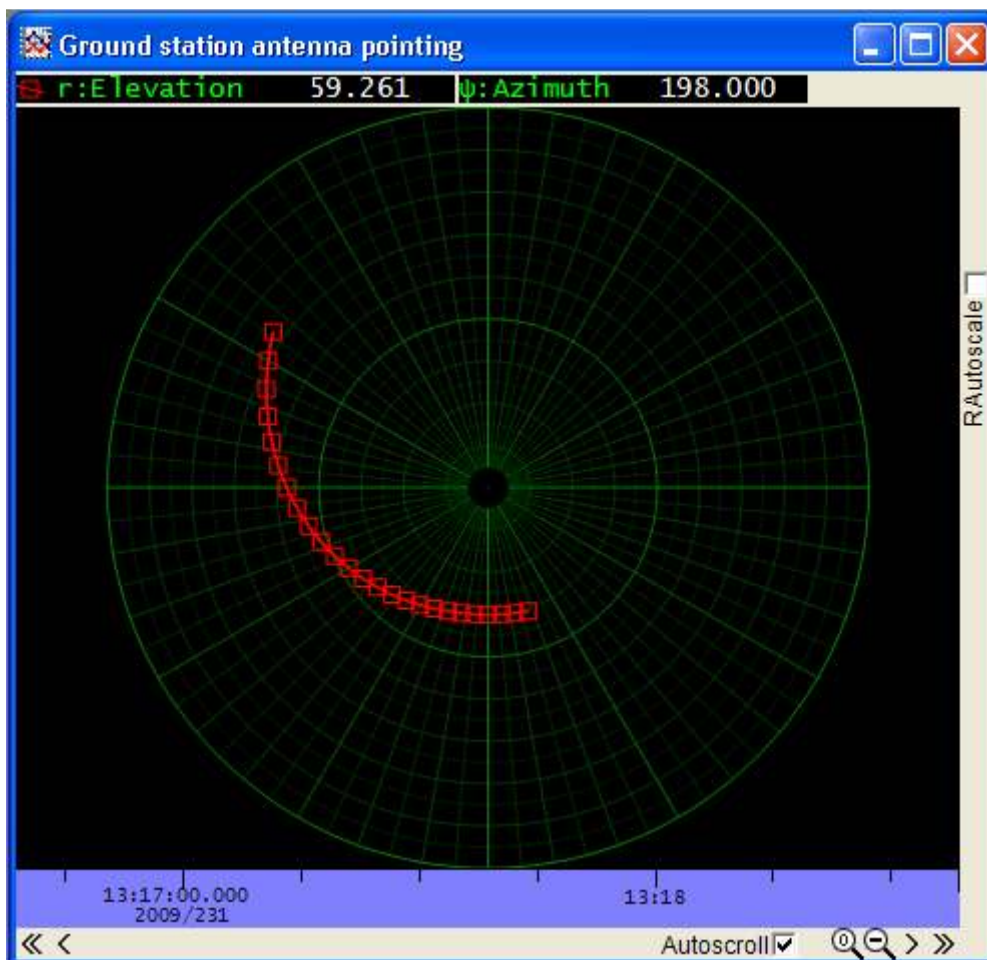 Ground station antenna pointing
r:Elevation 59.261 ψ:Azimuth 198.000
RAutoscale
13:17:00.000 13:18
2009/231
« < Autoscroll 0 > »